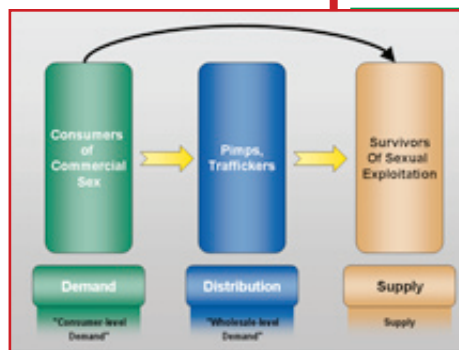 Consumers
of
Commercial
Sex
Pimps,
Traffickers
Survivors
Of Sexual
Exploitation
Demand
Distribution
Supply
"Consumer-level
Demand"
"Wholesale-level
Demand"
Supply